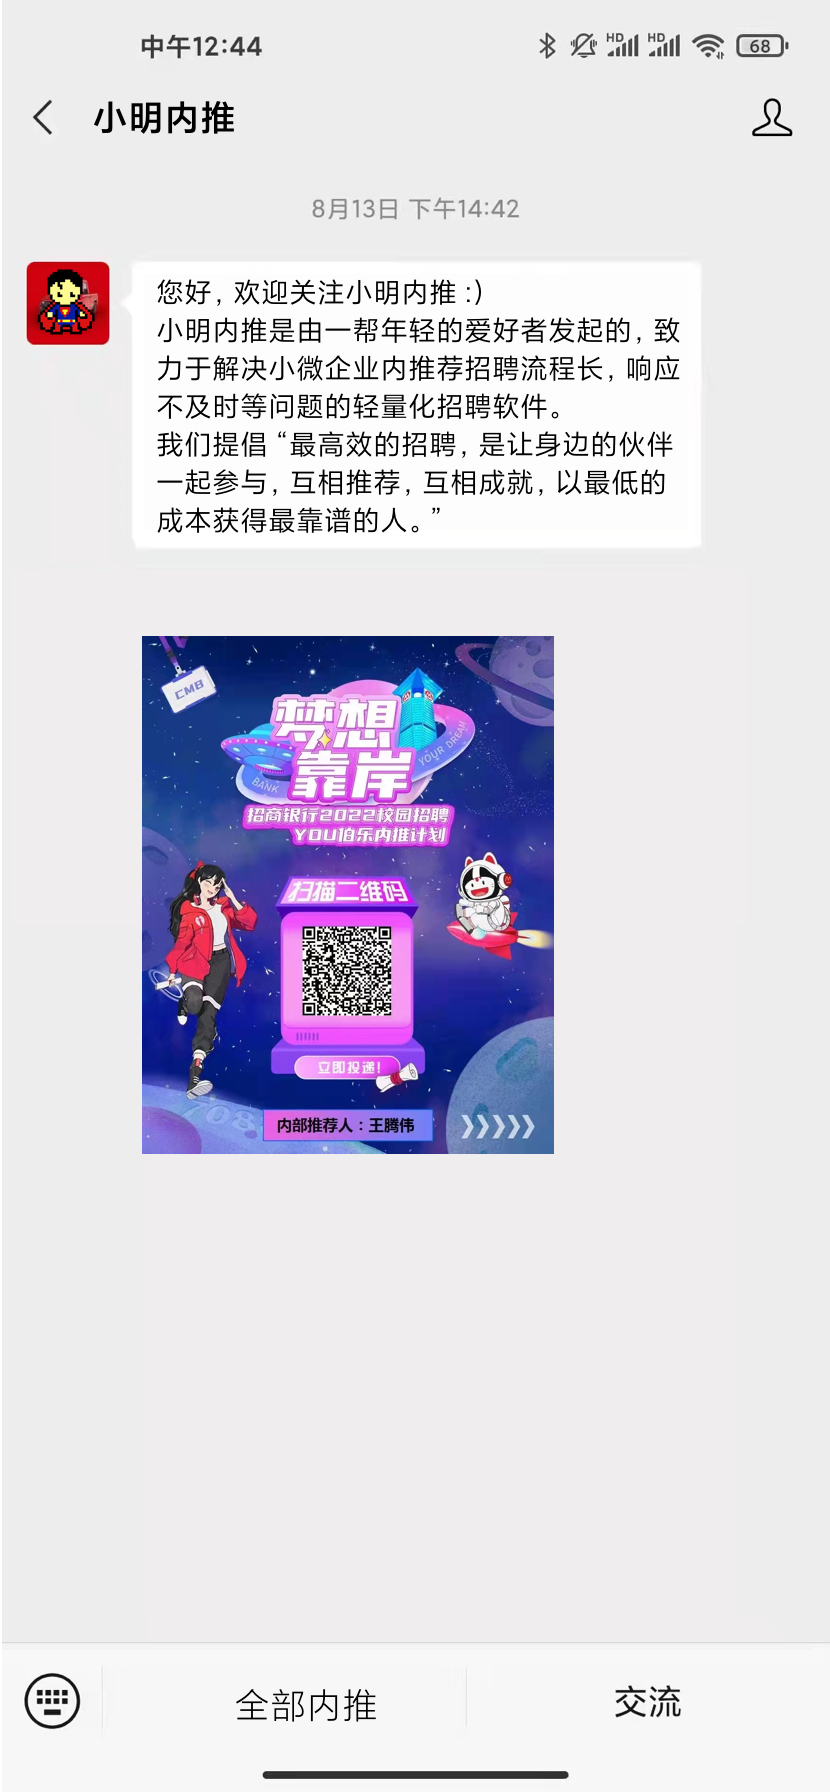 中午12:44
HD
HD
68
小明内推
8月13日 下午14:42
您好, 欢迎关注小明内推 :)
小明内推是由一帮年轻的爱好者发起的, 致
力于解决小微企业内推荐招聘流程长, 响应
不及时等问题的轻量化招聘软件。
我们提倡 “最高效的招聘, 是让身边的伙伴
一起参与, 互相推荐, 互相成就, 以最低的
成本获得最靠谱的人。”
CMB
梦想
靠岸
BANK
YOUR DREAM
招商银行2022校园招聘
YOU伯乐内推计划
扫描二维码
立即投递!
708
内部推荐人：王腾伟
全部内推
交流